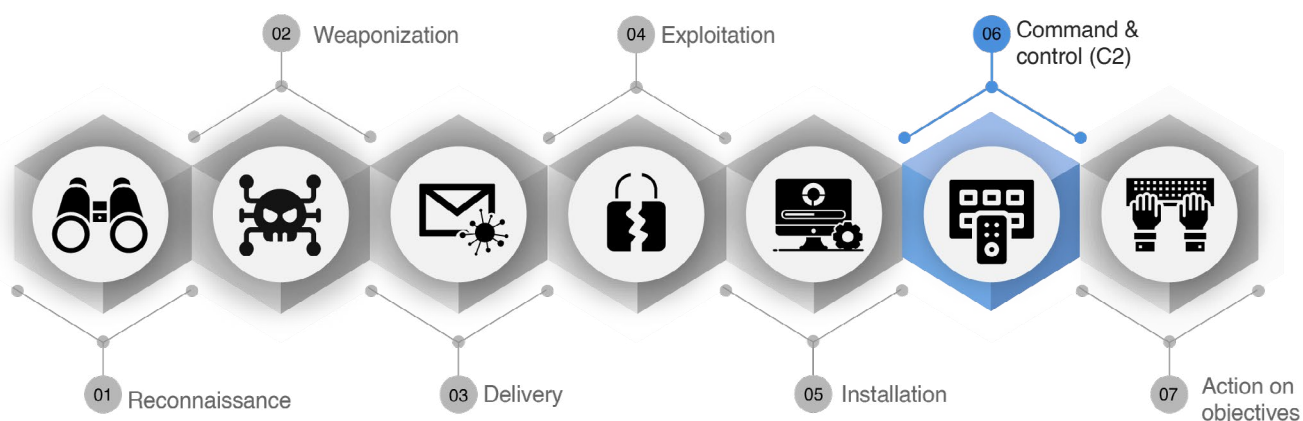 01
Reconnaissance
02
Weaponization
03
Delivery
04
Exploitation
05
Installation
06
Command &
control (C2)
07
Action on
objectives